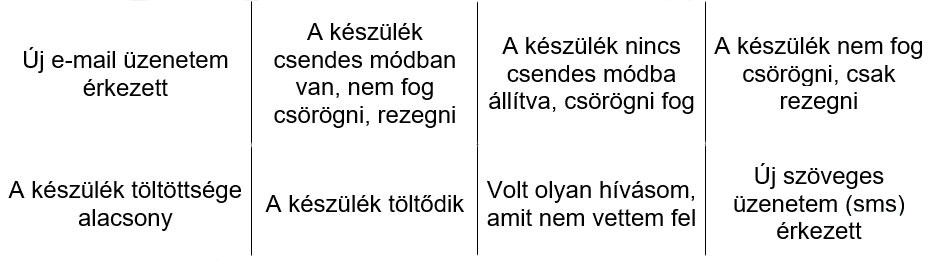 Új e-mail üzenetem
érkezett
A készülék
csendes módban
van, nem fog
csörögni, rezegni
A készülék nincs
csendes módba
állítva, csörögni fog
A készülék nem fog
csörögni, csak
rezegni
A készülék töltöttsége
alacsony
A készülék töltődik
Volt olyan hívásom,
amit nem vettem fel
Új szöveges
üzenetem (sms)
érkezett